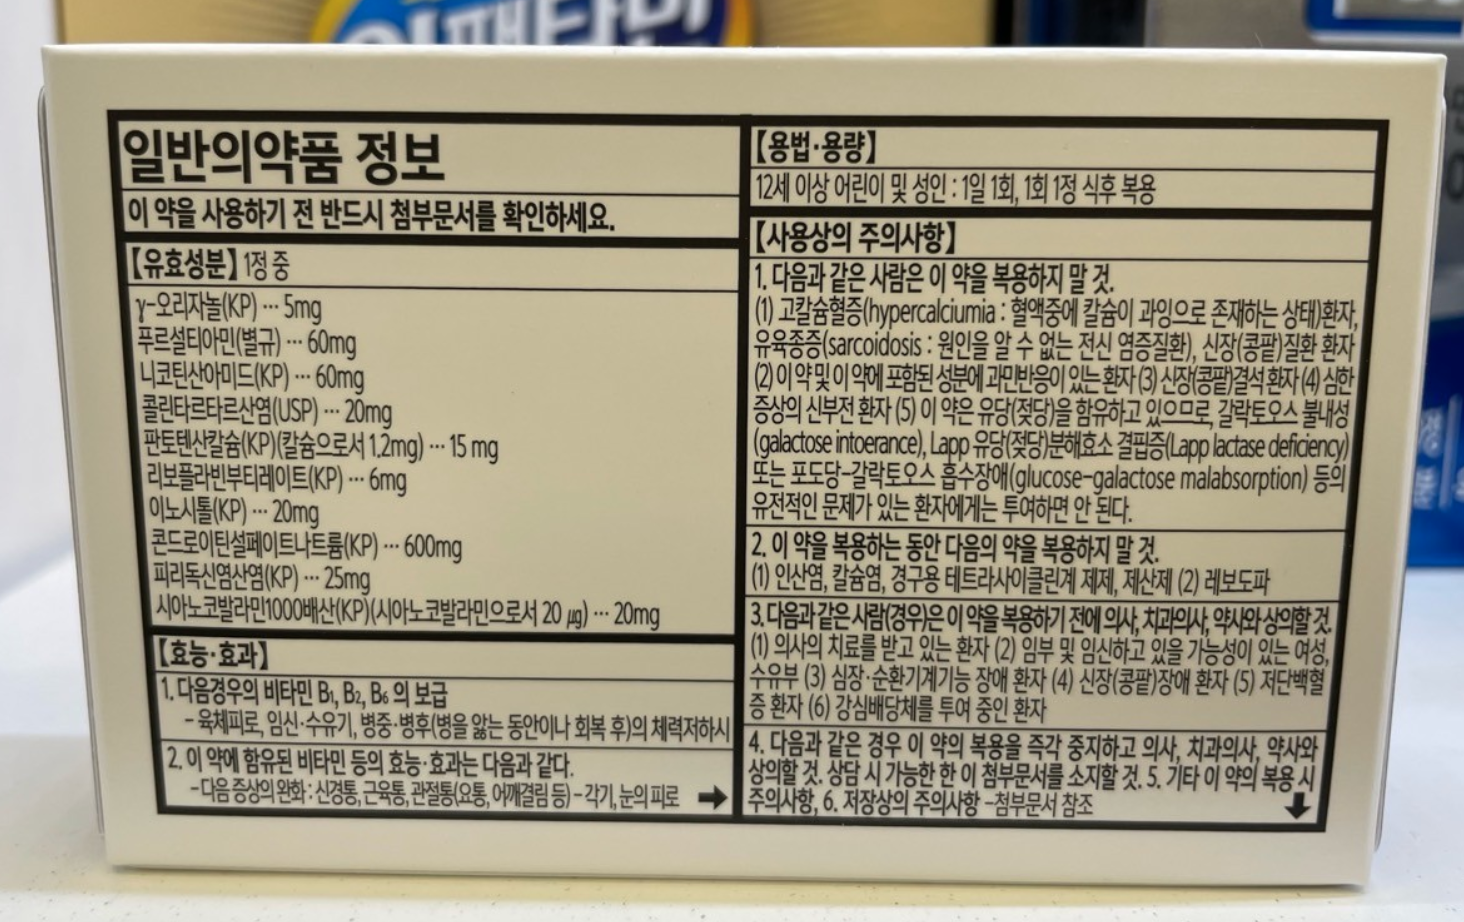 일반의약품 정보
이 약을 사용하기 전 반드시 첨부문서를 확인하세요.
【유효성분】 1정 중
γ-오리자놀(KP) ··· 5mg
푸르설티아민(별규) ··· 60mg
니코틴산아미드(KP) ··· 60mg
콜린타르타르산염(USP) ··· 20mg
판토텐산칼슘(KP)(칼슘으로서 1.2mg) ··· 15 mg
리보플라빈부티레이트(KP) ··· 6mg
이노시톨(KP) ··· 20mg
콘드로이틴설페이트나트륨(KP) ··· 600mg
피리독신염산염(KP) ··· 25mg
시아노코발라민1000배산(KP)(시아노코발라민으로서 20 ㎍) ··· 20mg
【효능·효과】
1. 다음경우의 비타민 B₁, B₂, B₆ 의 보급
- 육체피로, 임신·수유기, 병중·병후(병을 앓는 동안이나 회복 후)의 체력저하시
2. 이 약에 함유된 비타민 등의 효능·효과는 다음과 같다.
- 다음 증상의 완화 : 신경통, 근육통, 관절통(요통, 어깨결림 등) - 각기, 눈의 피로 →
【용법·용량】
12세 이상 어린이 및 성인 : 1일 1회, 1회 1정 식후 복용
【사용상의 주의사항】
1. 다음과 같은 사람은 이 약을 복용하지 말 것.
(1) 고칼슘혈증(hypercalciumia : 혈액중에 칼슘이 과잉으로 존재하는 상태)환자,
유육종증(sarcoidosis : 원인을 알 수 없는 전신 염증질환), 신장(콩팥)질환 환자
(2) 이 약 및 이 약에 포함된 성분에 과민반응이 있는 환자 (3) 신장(콩팥)결석 환자 (4) 심한
증상의 신부전 환자 (5) 이 약은 유당(젖당)을 함유하고 있으므로, 갈락토오스 불내성
(galactose intoerance), Lapp 유당(젖당)분해효소 결핍증(Lapp lactase deficiency)
또는 포도당-갈락토오스 흡수장애(glucose-galactose malabsorption) 등의
유전적인 문제가 있는 환자에게는 투여하면 안 된다.
2. 이 약을 복용하는 동안 다음의 약을 복용하지 말 것.
(1) 인산염, 칼슘염, 경구용 테트라사이클린계 제제, 제산제 (2) 레보도파
3. 다음과 같은 사람(경우)은 이 약을 복용하기 전에 의사, 치과의사, 약사와 상의할 것.
(1) 의사의 치료를 받고 있는 환자 (2) 임부 및 임신하고 있을 가능성이 있는 여성,
수유부 (3) 심장·순환기계기능 장애 환자 (4) 신장(콩팥)장애 환자 (5) 저단백혈
증 환자 (6) 강심배당체를 투여 중인 환자
4. 다음과 같은 경우 이 약의 복용을 즉각 중지하고 의사, 치과의사, 약사와
상의할 것. 상담 시 가능한 한 이 첨부문서를 소지할 것. 5. 기타 이 약의 복용 시
주의사항, 6. 저장상의 주의사항 -첨부문서 참조 ↓